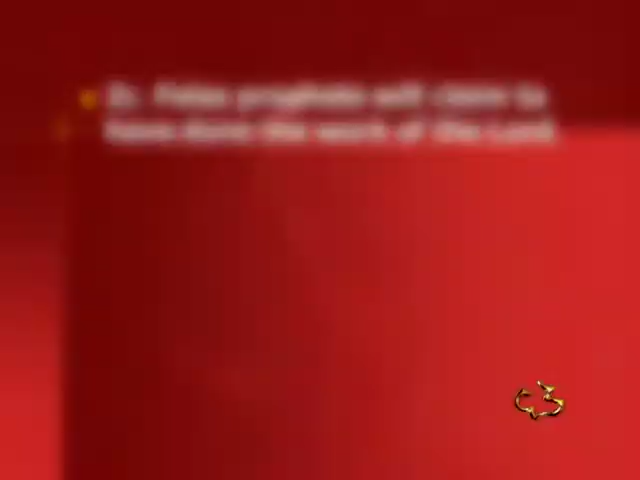 False prophets will claim to
have done the work of the Lord.